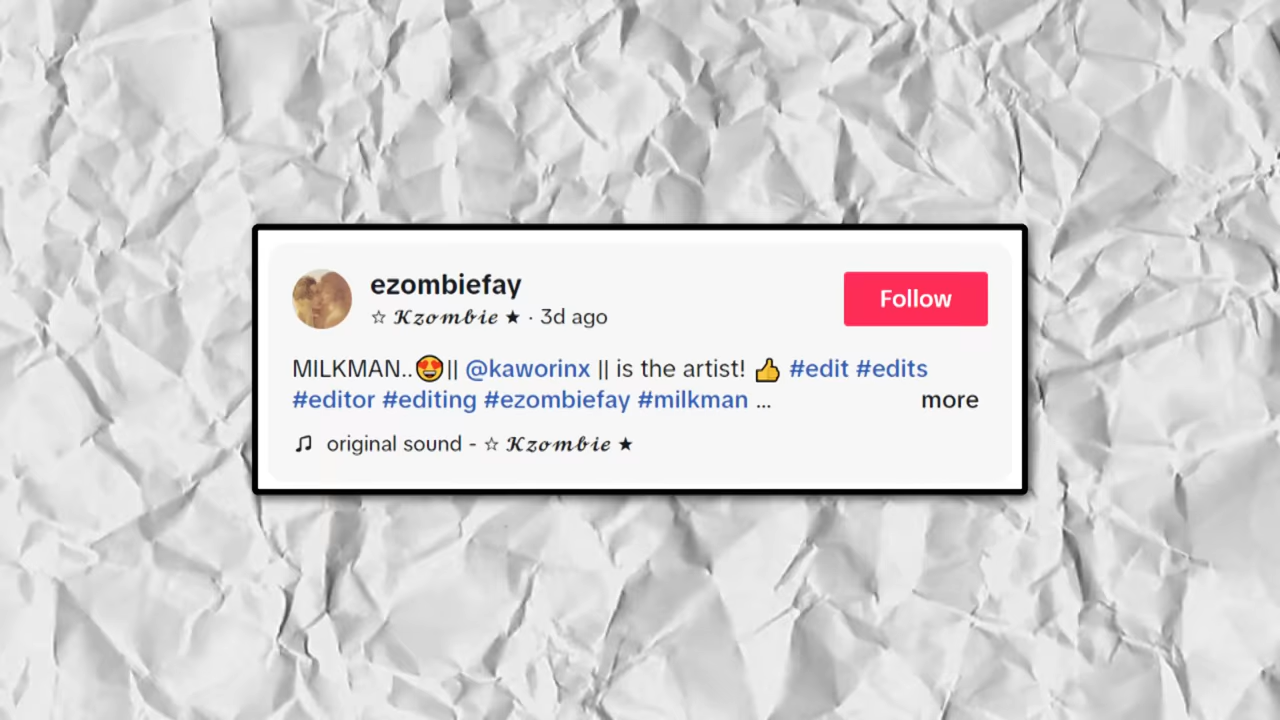 ezombiefay
☆ 𝓚𝔃𝓸𝓶𝓫𝓲𝓮 ★ · 3d ago
Follow
MILKMAN..😍|| @kaworinx || is the artist! 👍 #edit #edits
#editor #editing #ezombiefay #milkman ...
more
♫ original sound - ☆ 𝓚𝔃𝓸𝓶𝓫𝓲𝓮 ★